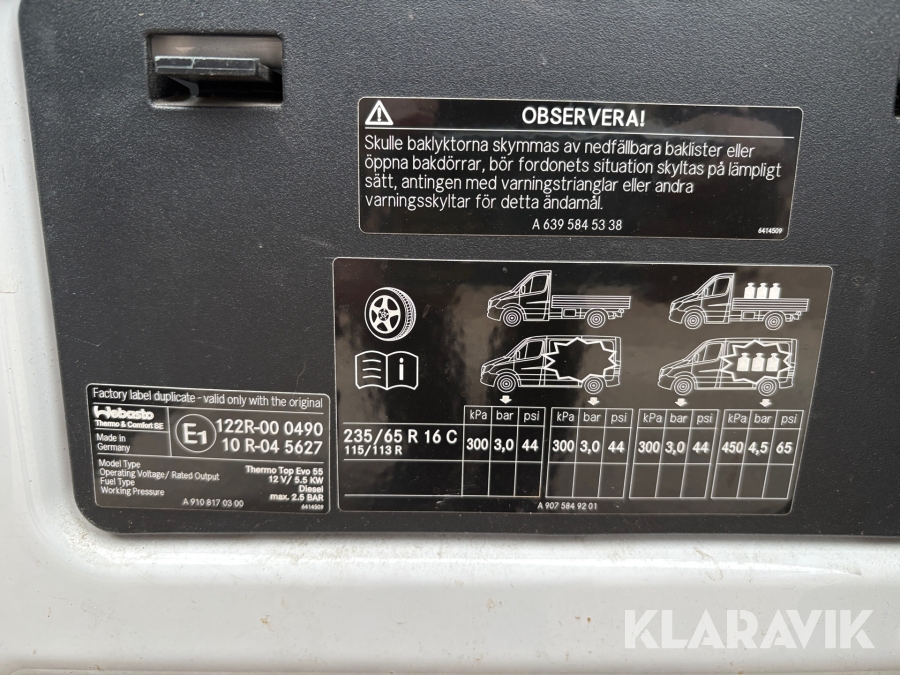 OBSERVERA!
Skulle baklyktorna skymmas av nedfällbara baklister eller
öppna bakdörrar, bör fordonets situation skyltas på lämpligt
sätt, antingen med varningstrianglar eller andra
varningsskyltar för detta ändamål.
A 639 584 53 38
6414509
kPa bar psi kPa bar psi kPa bar psi kPa bar psi
235/65 R 16 C 300 3,0 44 300 3,0 44 300 3,0 44 450 4,5 65
115/113 R
A 907 584 92 01
Factory label duplicate - valid only with the original
Webasto
Thermo & Comfort SE
Made in
Germany
E1
122R-00 0490
10 R-04 5627
Model Type Thermo Top Evo 55
Operating Voltage/ Rated Output 12 V/ 5.5 KW
Fuel Type Diesel
Working Pressure max. 2.5 BAR
A 910 817 03 00
6414509
KLARAVIK